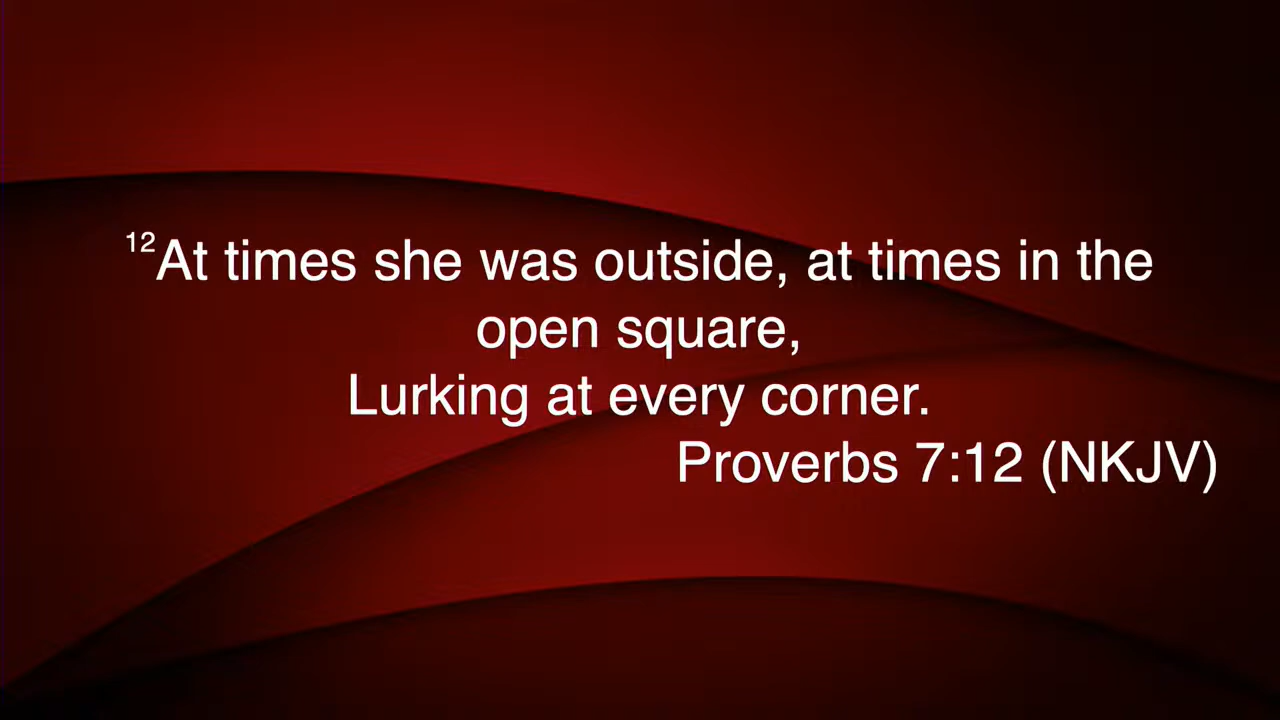 12At times she was outside, at times in the
open square,
Lurking at every corner.
Proverbs 7:12 (NKJV)